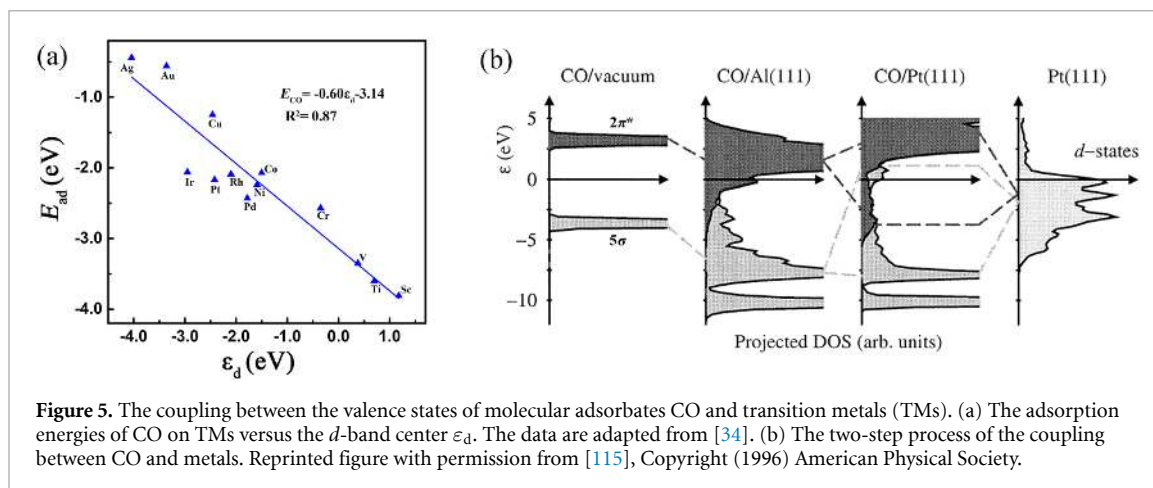 (a)
-1.0
-2.0
-3.0
-4.0
E_ad (eV)
Ag
Au
Cu
Ir
Pt
Rh
Pd
Ni
Co
Cr
V
Ti
Sc
E_CO= -0.60ε_d-3.14
R²= 0.87
-4.0 -3.0 -2.0 -1.0 0.0 1.0
ε_d (eV)
(b)
CO/vacuum CO/Al(111) CO/Pt(111) Pt(111)
ε (eV)
5
0
−5
−10
2π*
5σ
d−states
Projected DOS (arb. units)
Figure 5. The coupling between the valence states of molecular adsorbates CO and transition metals (TMs). (a) The adsorption
energies of CO on TMs versus the d-band center ε_d. The data are adapted from [34]. (b) The two-step process of the coupling
between CO and metals. Reprinted figure with permission from [115], Copyright (1996) American Physical Society.